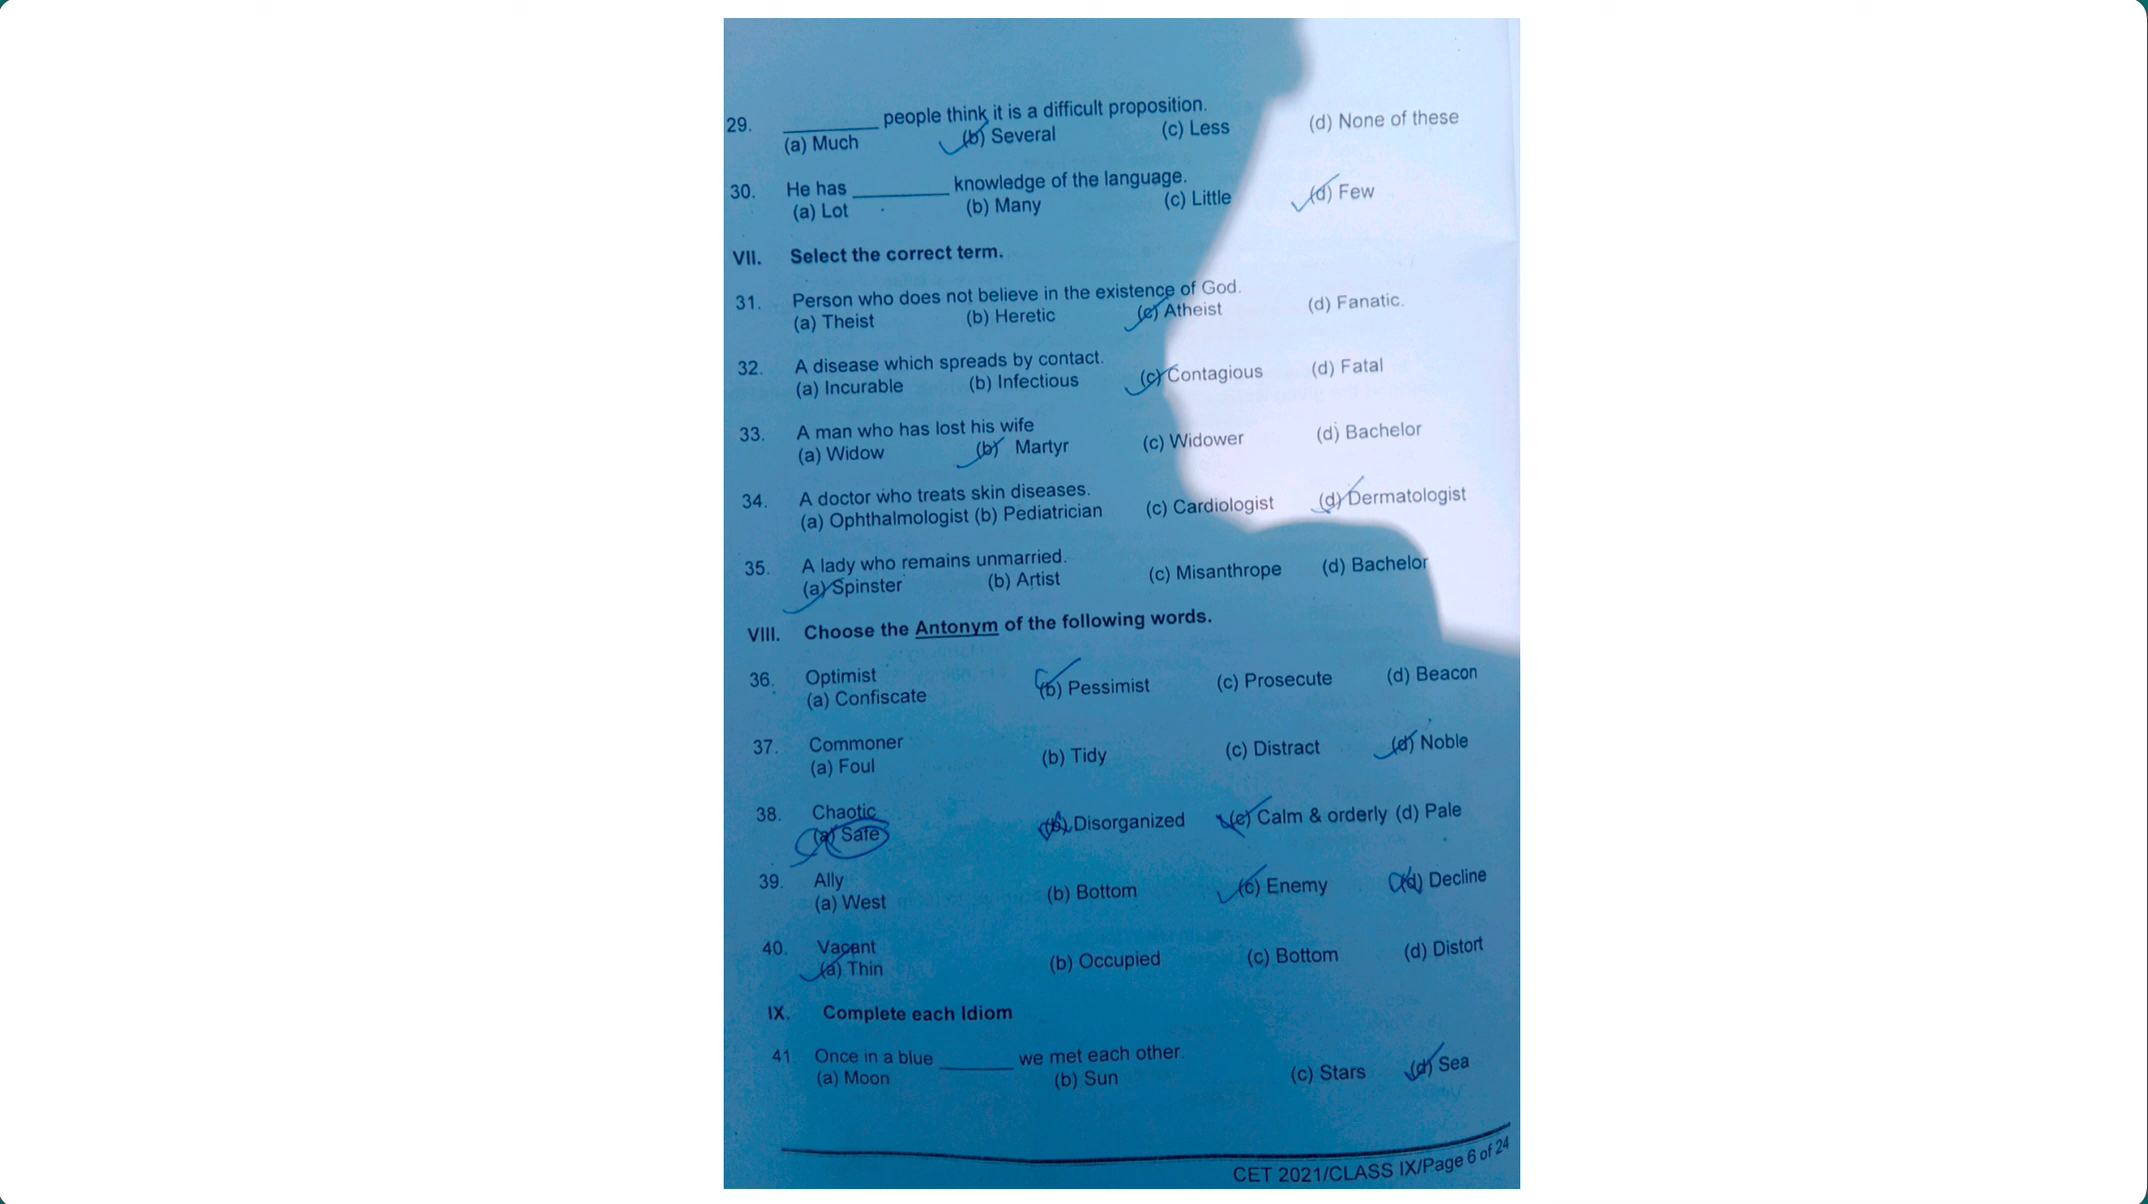 29. ________ people think it is a difficult proposition.
(a) Much (b) Several (c) Less (d) None of these
30. He has ________ knowledge of the language.
(a) Lot (b) Many (c) Little (d) Few
VII. Select the correct term.
31. Person who does not believe in the existence of God.
(a) Theist (b) Heretic (c) Atheist (d) Fanatic.
32. A disease which spreads by contact.
(a) Incurable (b) Infectious (c) Contagious (d) Fatal
33. A man who has lost his wife
(a) Widow (b) Martyr (c) Widower (d) Bachelor
34. A doctor who treats skin diseases.
(a) Ophthalmologist (b) Pediatrician (c) Cardiologist (d) Dermatologist
35. A lady who remains unmarried.
(a) Spinster (b) Artist (c) Misanthrope (d) Bachelor
VIII. Choose the Antonym of the following words.
36. Optimist
(a) Confiscate (b) Pessimist (c) Prosecute (d) Beacon
37. Commoner
(a) Foul (b) Tidy (c) Distract (d) Noble
38. Chaotic
(a) Safe (b) Disorganized (c) Calm & orderly (d) Pale
39. Ally
(a) West (b) Bottom (c) Enemy (d) Decline
40. Vacant
(a) Thin (b) Occupied (c) Bottom (d) Distort
IX. Complete each Idiom
41. Once in a blue ________ we met each other.
(a) Moon (b) Sun (c) Stars (d) Sea
CET 2021/CLASS IX/Page 6 of 24